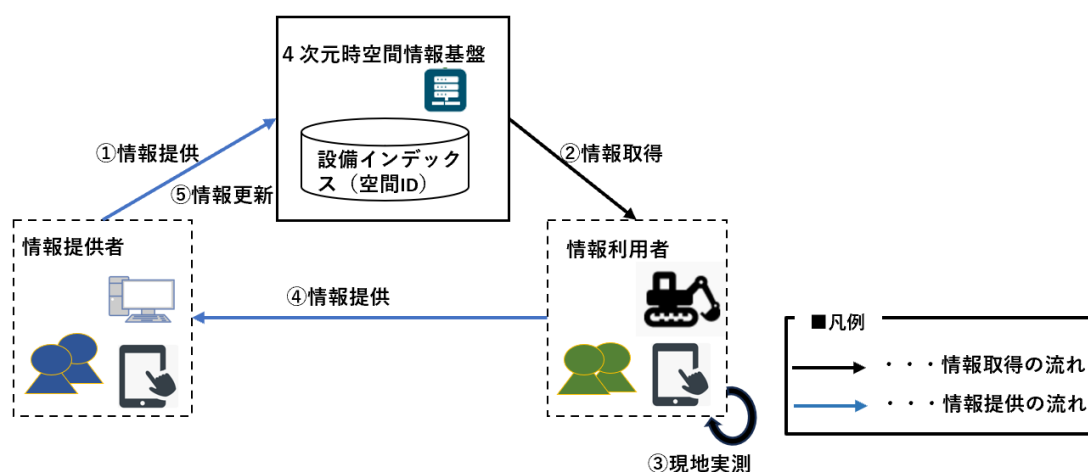 4次元時空間情報基盤
設備インデック
ス（空間ID）
①情報提供
⑤情報更新
②情報取得
情報提供者
情報利用者
④情報提供
③現地実測
■凡例
・・・情報取得の流れ
・・・情報提供の流れ